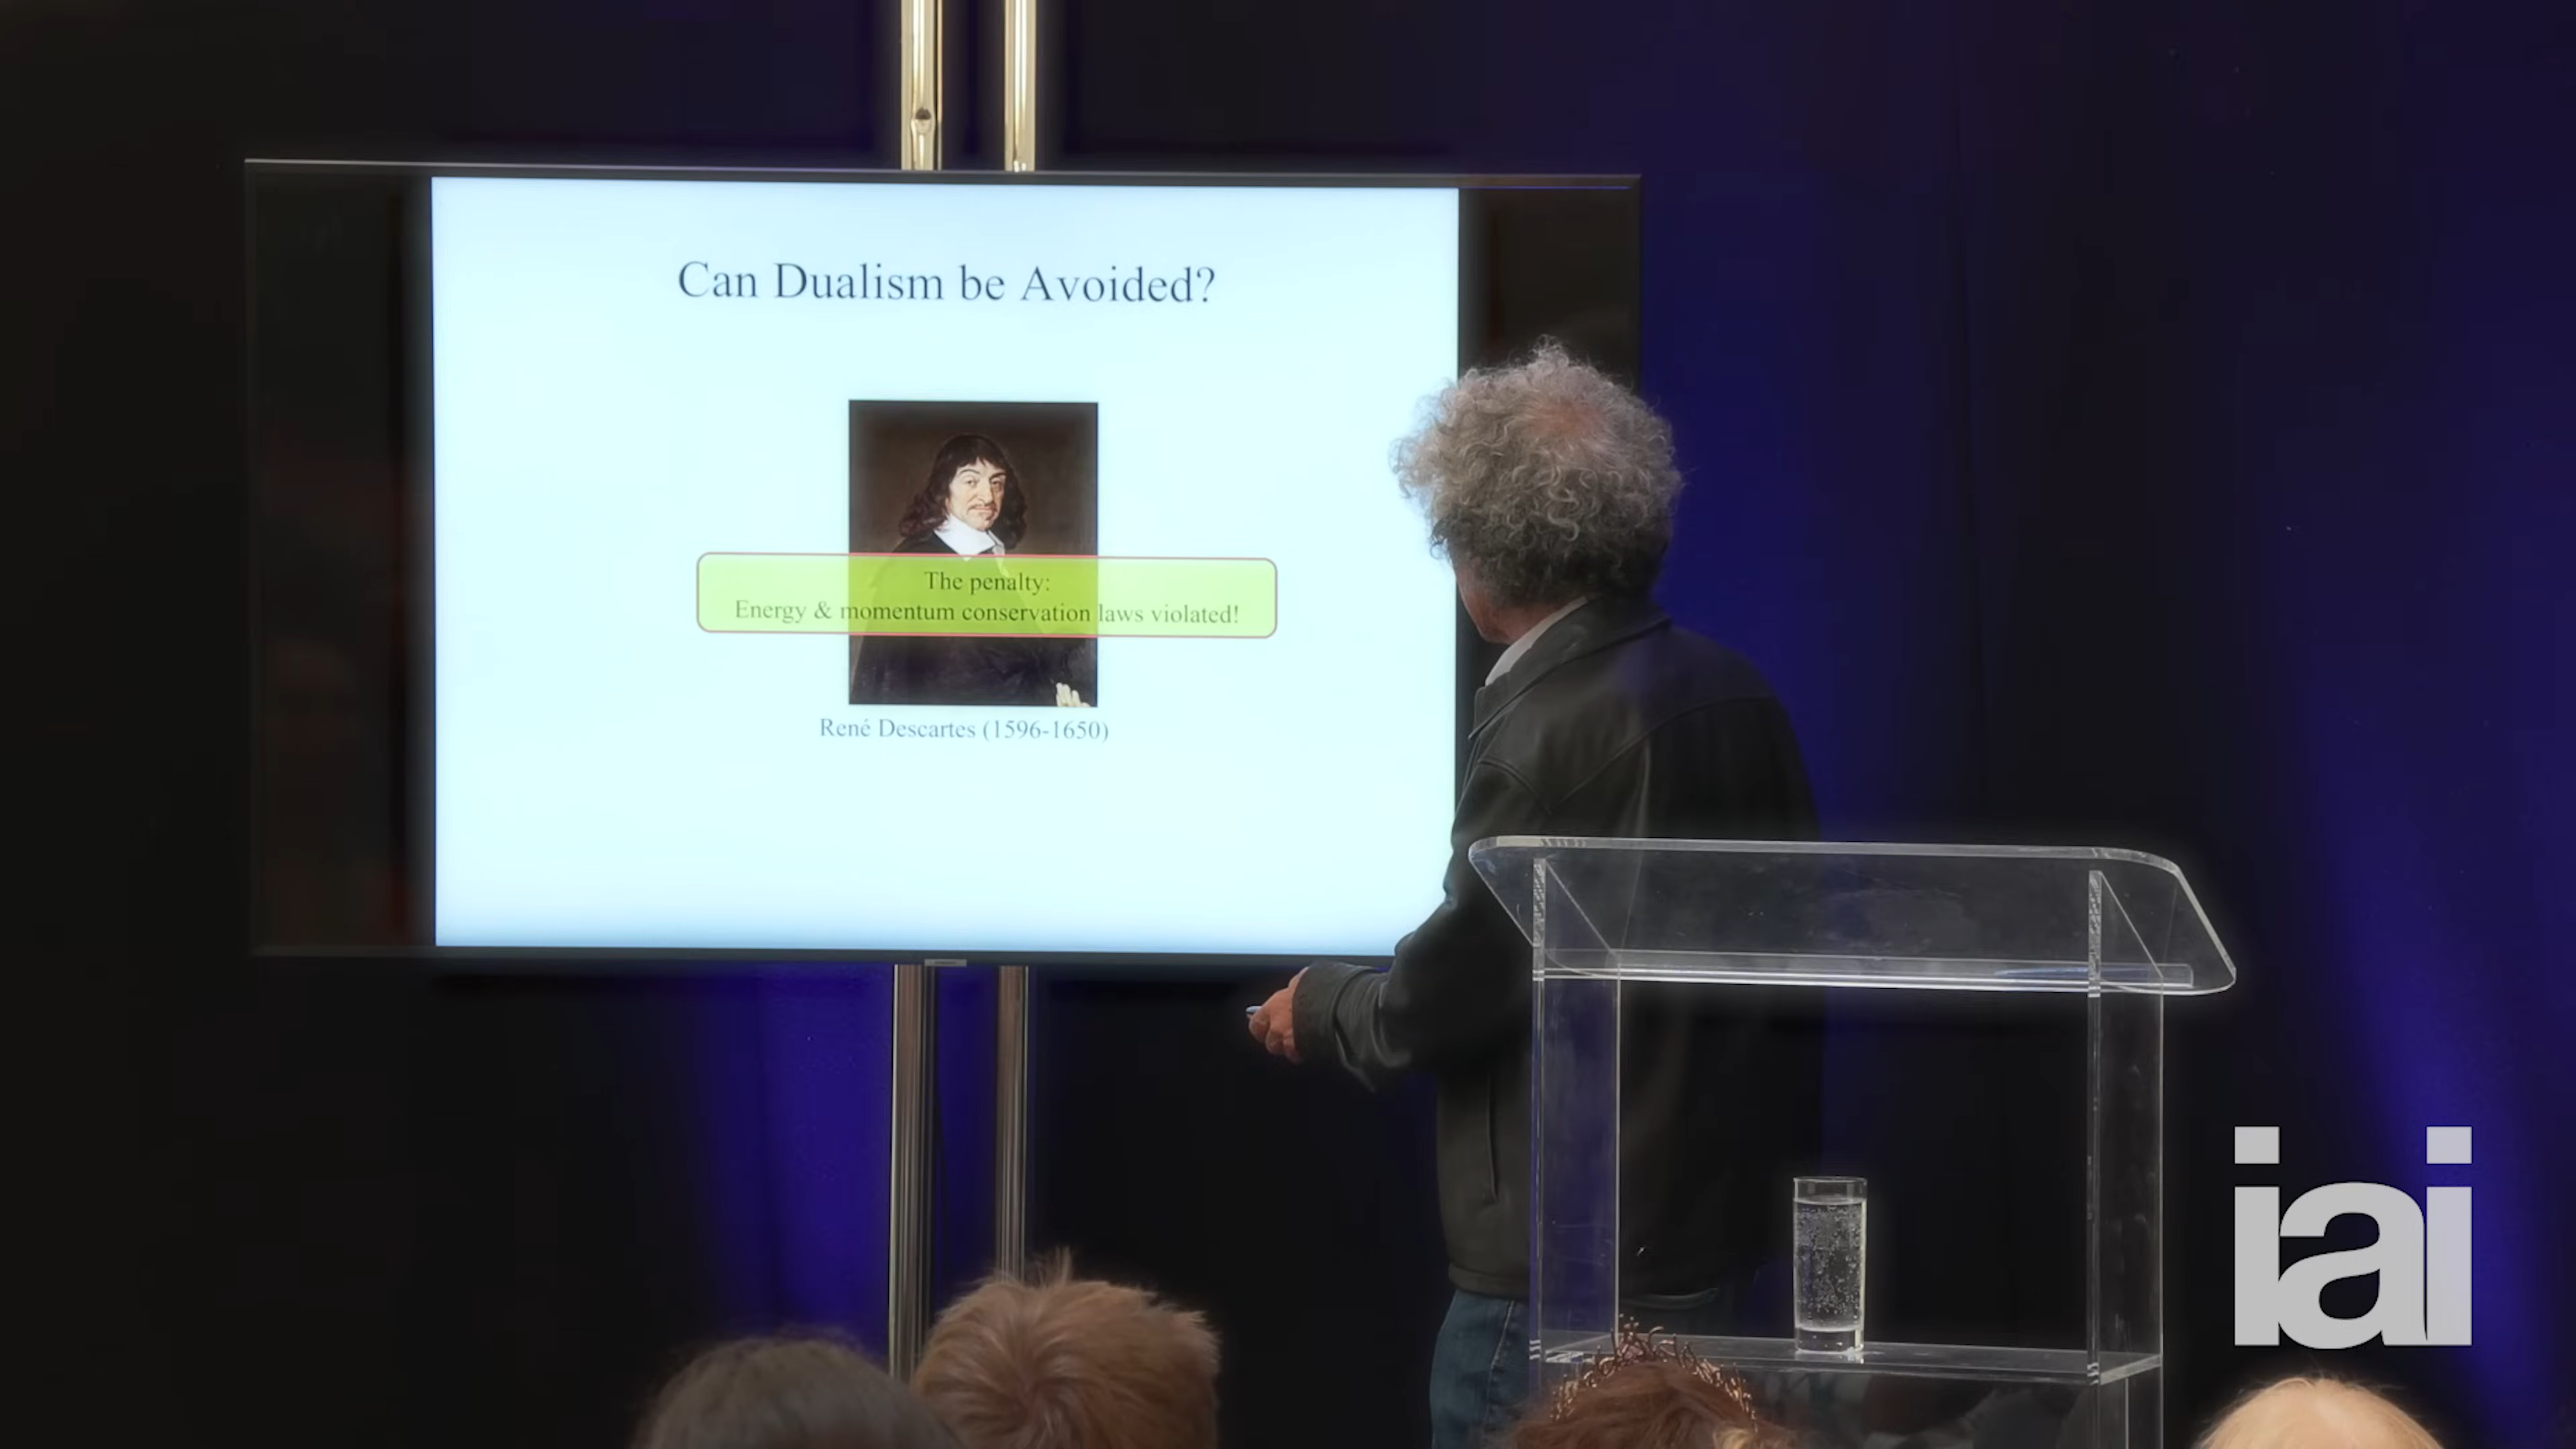 Can Dualism be Avoided?
The penalty:
Energy & momentum conservation laws violated!
René Descartes (1596-1650)
iai